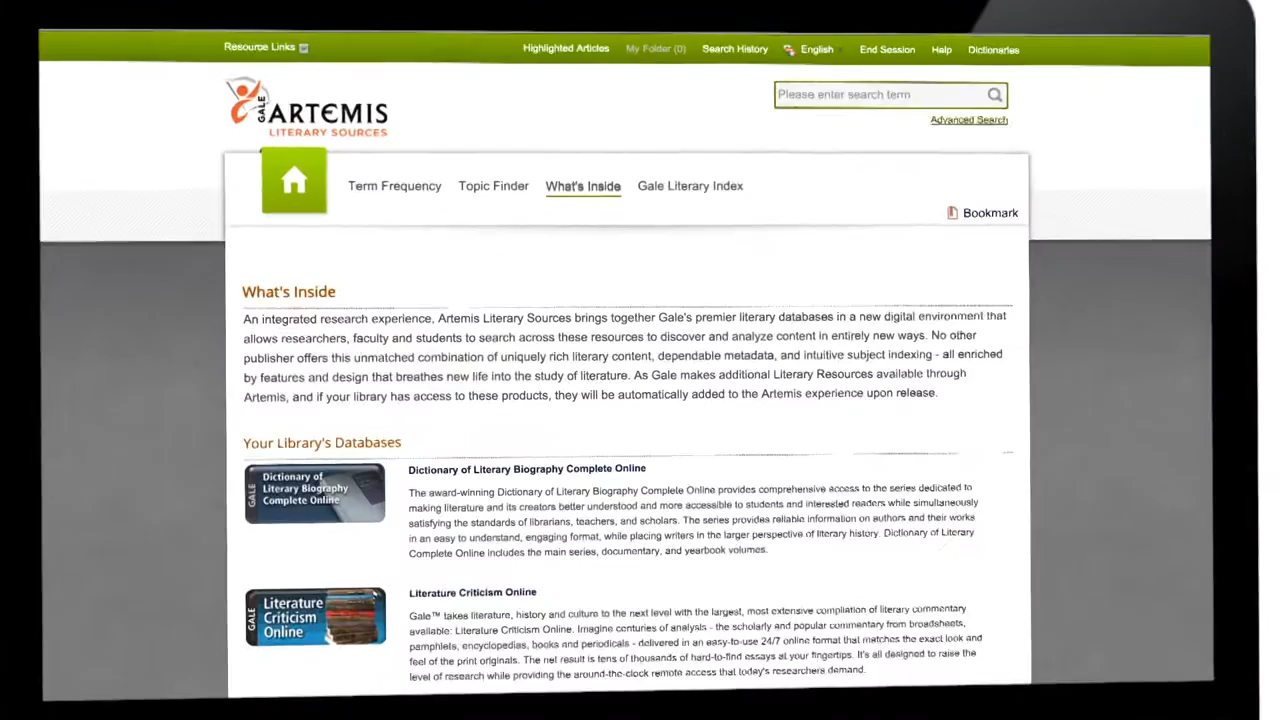 Resource Links
Highlighted Articles
My Folder (0)
Search History
English
End Session
Help
Dictionaries
GALE
ARTEMIS
LITERARY SOURCES
Please enter search term
Advanced Search
Term Frequency
Topic Finder
What's Inside
Gale Literary Index
Bookmark
What's Inside
An integrated research experience, Artemis Literary Sources brings together Gale's premier literary databases in a new digital environment that
allows researchers, faculty and students to search across these resources to discover and analyze content in entirely new ways. No other
publisher offers this unmatched combination of uniquely rich literary content, dependable metadata, and intuitive subject indexing - all enriched
by features and design that breathes new life into the study of literature. As Gale makes additional Literary Resources available through
Artemis, and if your library has access to these products, they will be automatically added to the Artemis experience upon release.
Your Library's Databases
GALE
Dictionary of
Literary Biography
Complete Online
Dictionary of Literary Biography Complete Online
The award-winning Dictionary of Literary Biography Complete Online provides comprehensive access to the series dedicated to
making literature and its creators better understood and more accessible to students and interested readers while simultaneously
satisfying the standards of librarians, teachers, and scholars. The series provides reliable information on authors and their works
in an easy to understand, engaging format, while placing writers in the larger perspective of literary history. Dictionary of Literary
Complete Online includes the main series, documentary, and yearbook volumes.
GALE
Literature
Criticism
Online
Literature Criticism Online
Gale™ takes literature, history and culture to the next level with the largest, most extensive compilation of literary commentary
available: Literature Criticism Online. Imagine centuries of analysis - the scholarly and popular commentary from broadsheets,
pamphlets, encyclopedias, books and periodicals - delivered in an easy-to-use 24/7 online format that matches the exact look and
feel of the print originals. The net result is tens of thousands of hard-to-find essays at your fingertips. It's all designed to raise the
level of research while providing the around-the-clock remote access that today's researchers demand.